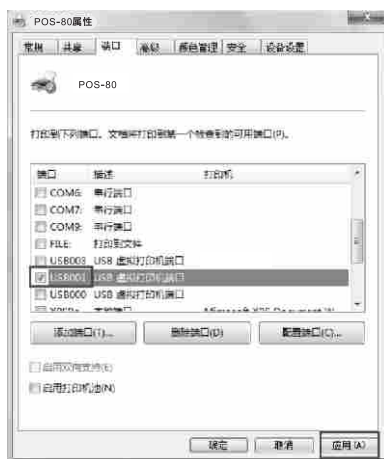 POS-80属性
常规 共享 端口 高级 颜色管理 安全 设备设置
POS-80
打印到下列端口。文档将打印到第一个检查到的可用端口(P)。
端口 描述 打印机
COM6: 串行端口
COM7: 串行端口
COM9: 串行端口
FILE: 打印到文件
USB003 USB 虚拟打印机端口
USB001 USB 虚拟打印机端口
USB000 USB 虚拟打印机端口
添加端口(T)... 删除端口(D) 配置端口(C)...
启用双向支持(E)
启用打印机池(N)
确定 取消 应用(A)